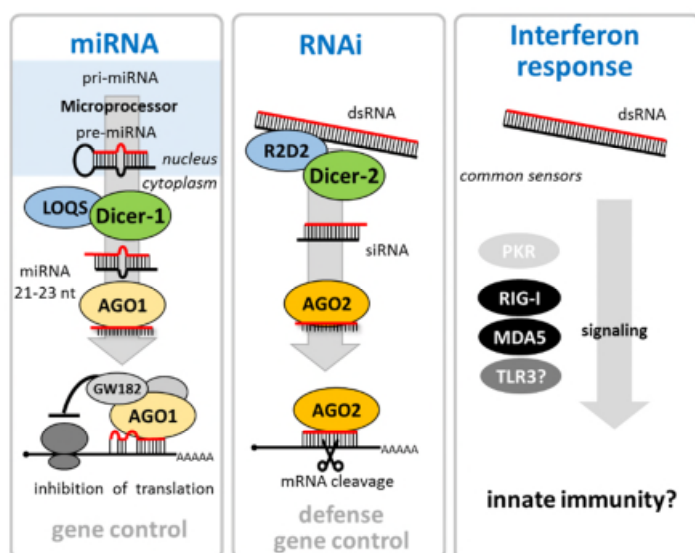 miRNA
pri-miRNA
Microprocessor
pre-miRNA
nucleus
cytoplasm
LOQS
Dicer-1
miRNA
21-23 nt
AGO1
GW182
AGO1
AAAAA
inhibition of translation
gene control
RNAi
dsRNA
R2D2
Dicer-2
siRNA
AGO2
AGO2
AAAAA
mRNA cleavage
defense
gene control
Interferon
response
dsRNA
common sensors
PKR
RIG-I
MDA5
signaling
TLR3?
innate immunity?